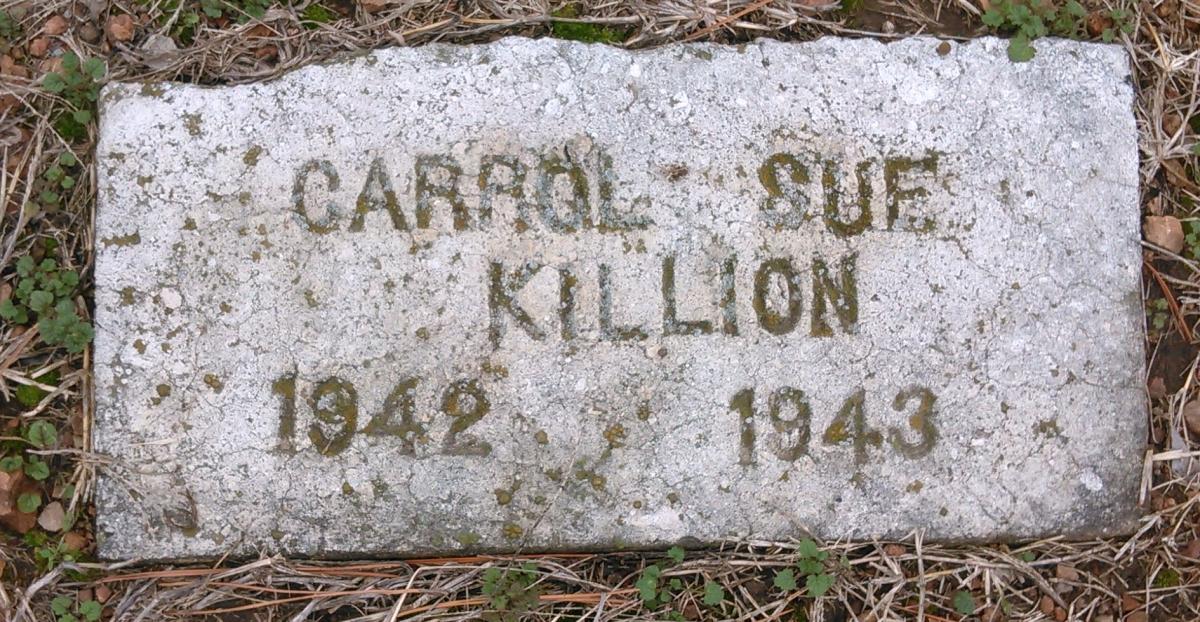 CARROL SUE
KILLION
1942 1943